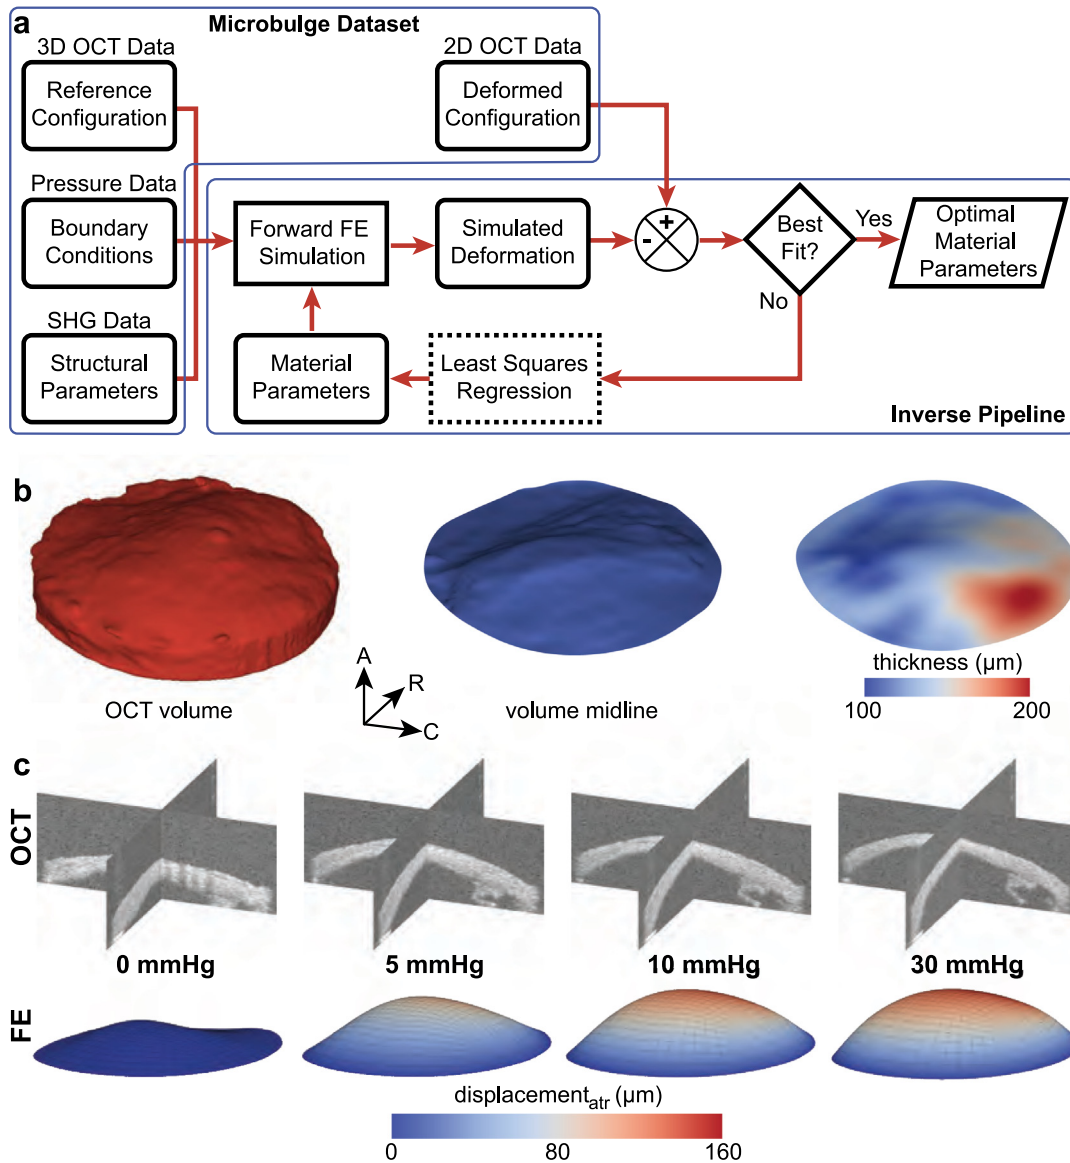 a
Microbulge Dataset
3D OCT Data
2D OCT Data
Reference
Configuration
Deformed
Configuration
Pressure Data
Boundary
Conditions
Forward FE
Simulation
Simulated
Deformation
+
-
Best
Fit?
Yes
Optimal
Material
Parameters
No
SHG Data
Structural
Parameters
Material
Parameters
Least Squares
Regression
Inverse Pipeline
b
A
R
C
OCT volume
volume midline
thickness (µm)
100
200
c
OCT
0 mmHg
5 mmHg
10 mmHg
30 mmHg
FE
displacement_atr (µm)
0
80
160